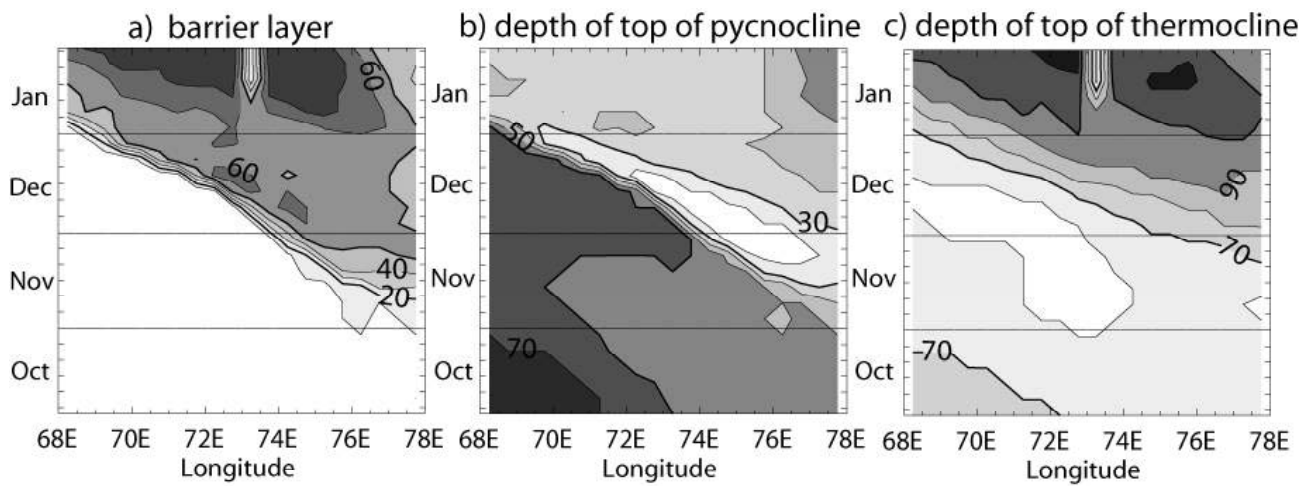 a) barrier layer
b) depth of top of pycnocline
c) depth of top of thermocline
Jan
Dec
Nov
Oct
60
60
40
20
68E 70E 72E 74E 76E 78E
Longitude
Jan
Dec
Nov
Oct
50
30
70
68E 70E 72E 74E 76E 78E
Longitude
Jan
Dec
Nov
Oct
90
70
70
68E 70E 72E 74E 76E 78E
Longitude